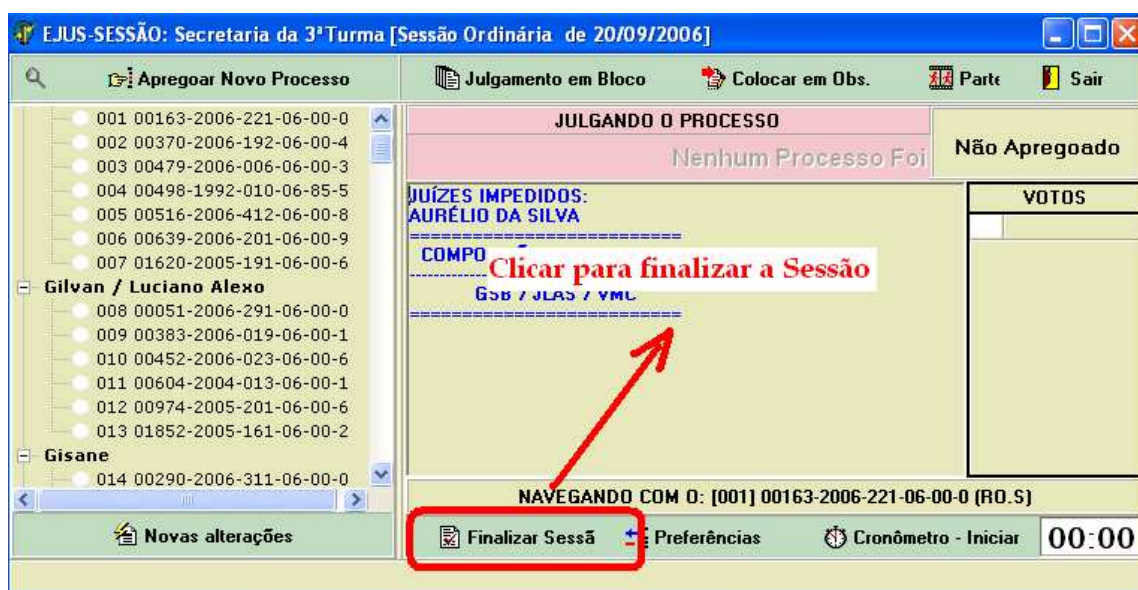 EJUS-SESSÃO: Secretaria da 3ªTurma [Sessão Ordinária de 20/09/2006]
Apregoar Novo Processo
Julgamento em Bloco
Colocar em Obs.
Parte
Sair
001 00163-2006-221-06-00-0
002 00370-2006-192-06-00-4
003 00479-2006-006-06-00-3
004 00498-1992-010-06-85-5
005 00516-2006-412-06-00-8
006 00639-2006-201-06-00-9
007 01620-2005-191-06-00-6
Gilvan / Luciano Alexo
008 00051-2006-291-06-00-0
009 00383-2006-019-06-00-1
010 00452-2006-023-06-00-6
011 00604-2004-013-06-00-1
012 00974-2005-201-06-00-6
013 01852-2005-161-06-00-2
Gisane
014 00290-2006-311-06-00-0
Novas alterações
JULGANDO O PROCESSO
Nenhum Processo Foi
Não Apregoado
JUÍZES IMPEDIDOS:
AURÉLIO DA SILVA
===========================
COMPO
Clicar para finalizar a Sessão
GSB / JLAS / VMC
===========================
VOTOS
NAVEGANDO COM O: [001] 00163-2006-221-06-00-0 (RO.S)
Finalizar Sessã
Preferências
Cronômetro - Iniciar
00:00